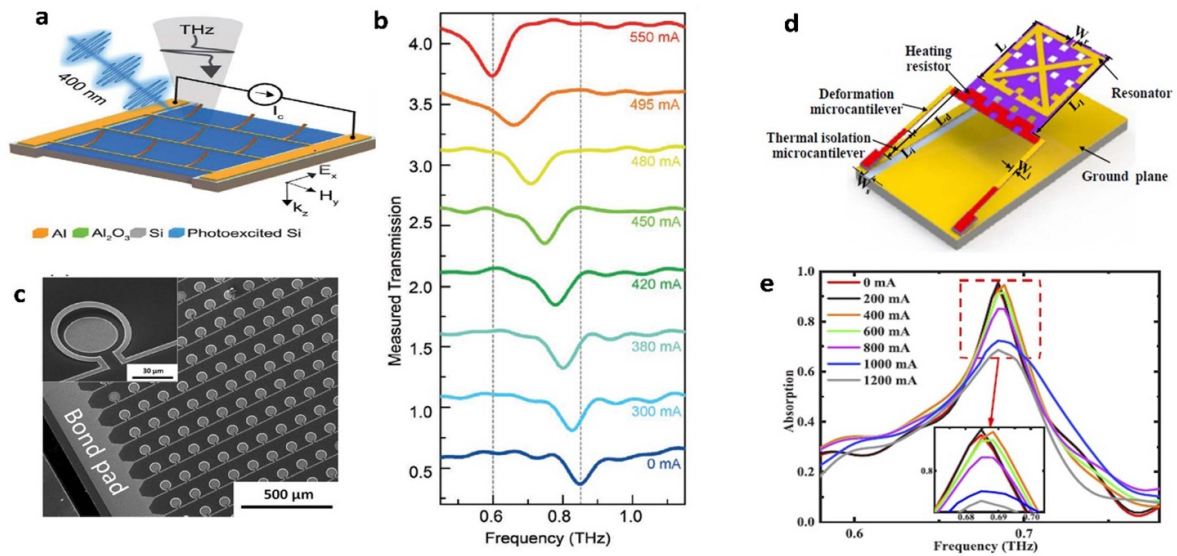 a
THz
400 nm
Ic
Ex
Hy
kz
Al
Al2O3
Si
Photoexcited Si
b
Measured Transmission
4.0
3.5
3.0
2.5
2.0
1.5
1.0
0.5
550 mA
495 mA
480 mA
450 mA
420 mA
380 mA
300 mA
0 mA
0.6
0.8
1.0
Frequency (THz)
c
30 μm
Bond pad
500 μm
d
Heating
resistor
Deformation
microcantilever
Thermal isolation
microcantilever
L
W
Resonator
Ground plane
e
Absorption
1.0
0.8
0.6
0.4
0.2
0.0
0 mA
200 mA
400 mA
600 mA
800 mA
1000 mA
1200 mA
.8
0.68
0.69
0.70
0.6
0.7
Frequency (THz)